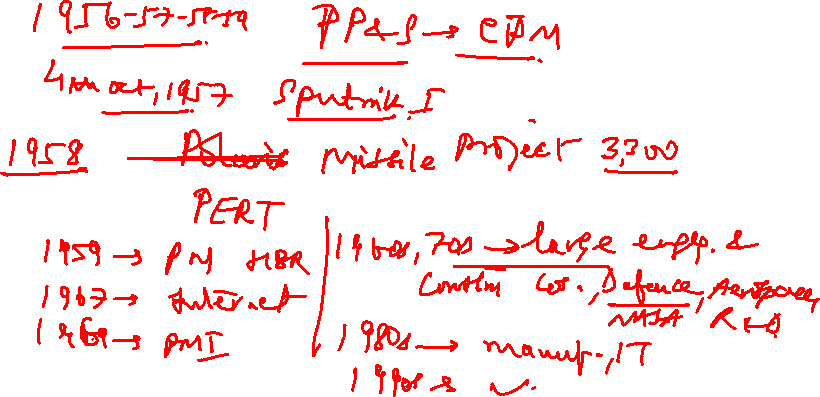 1956-57-58-59 PP&S → CPM
4th Oct, 1957 Sputnik I
1958 Polaris Missile Project 3,300
PERT
1959 → PM HBR
1967 → Internet
1969 → PMI
1960s, 70s → large engg. &
Constn Cos., Defence, Aerospace,
NASA R&D
1980s → manuf., IT
1990s